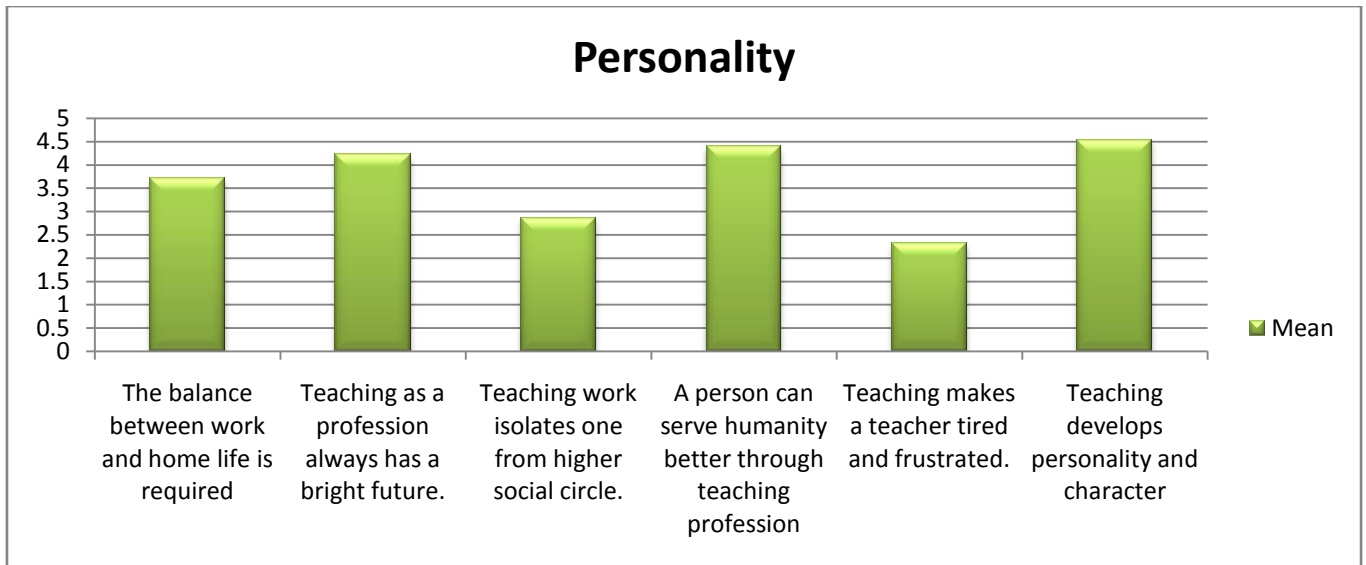 Personality
5
4.5
4
3.5
3
2.5
2
1.5
1
0.5
0
The balance
between work
and home life is
required
Teaching as a
profession
always has a
bright future.
Teaching work
isolates one
from higher
social circle.
A person can
serve humanity
better through
teaching
profession
Teaching makes
a teacher tired
and frustrated.
Teaching
develops
personality and
character
Mean